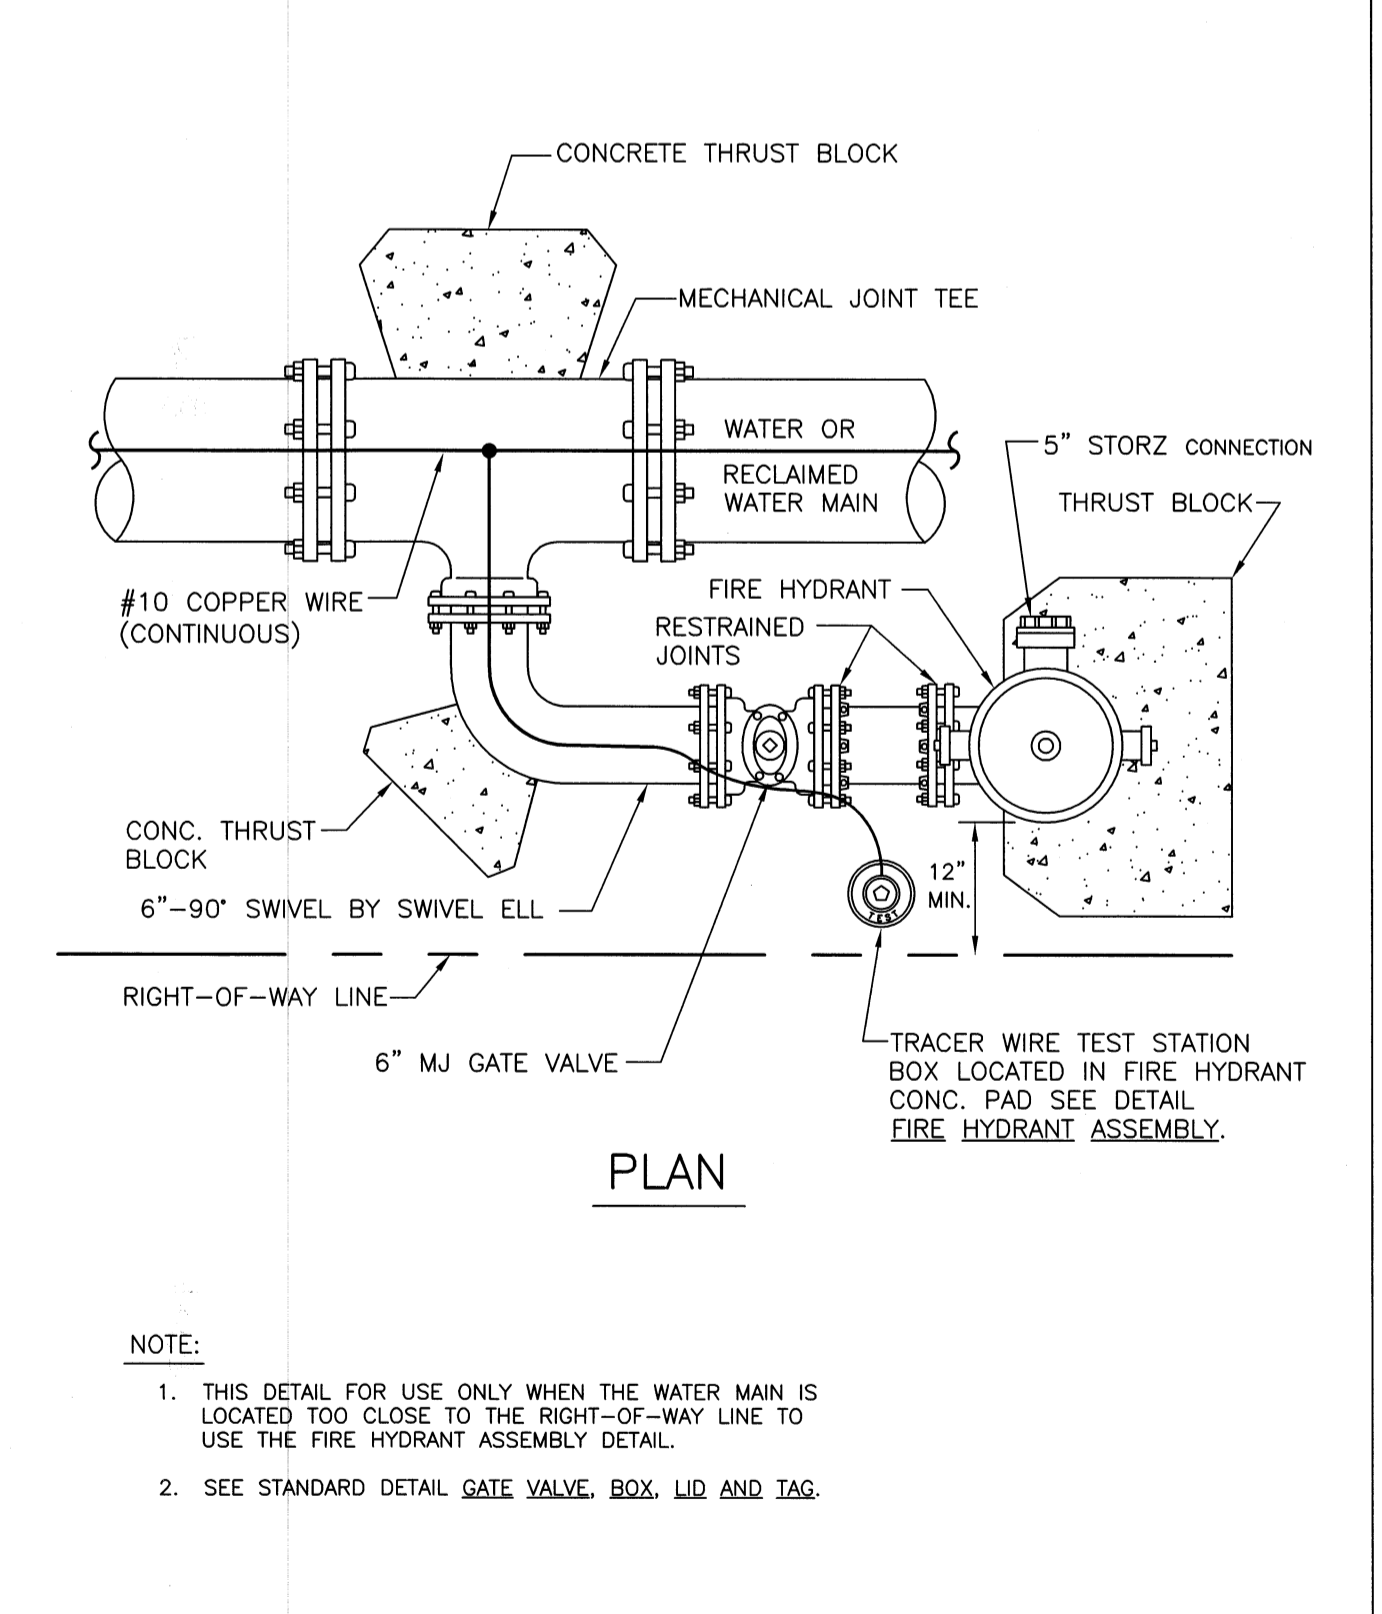 CONCRETE THRUST BLOCK
MECHANICAL JOINT TEE
WATER OR
RECLAIMED
WATER MAIN
5” STORZ CONNECTION
THRUST BLOCK
#10 COPPER WIRE
(CONTINUOUS)
FIRE HYDRANT
RESTRAINED
JOINTS
CONC. THRUST
BLOCK
12”
MIN.
6”-90° SWIVEL BY SWIVEL ELL
TEST
RIGHT-OF-WAY LINE
6” MJ GATE VALVE
TRACER WIRE TEST STATION
BOX LOCATED IN FIRE HYDRANT
CONC. PAD SEE DETAIL
FIRE HYDRANT ASSEMBLY.
PLAN
NOTE:
1. THIS DETAIL FOR USE ONLY WHEN THE WATER MAIN IS
LOCATED TOO CLOSE TO THE RIGHT-OF-WAY LINE TO
USE THE FIRE HYDRANT ASSEMBLY DETAIL.
2. SEE STANDARD DETAIL GATE VALVE, BOX, LID AND TAG.